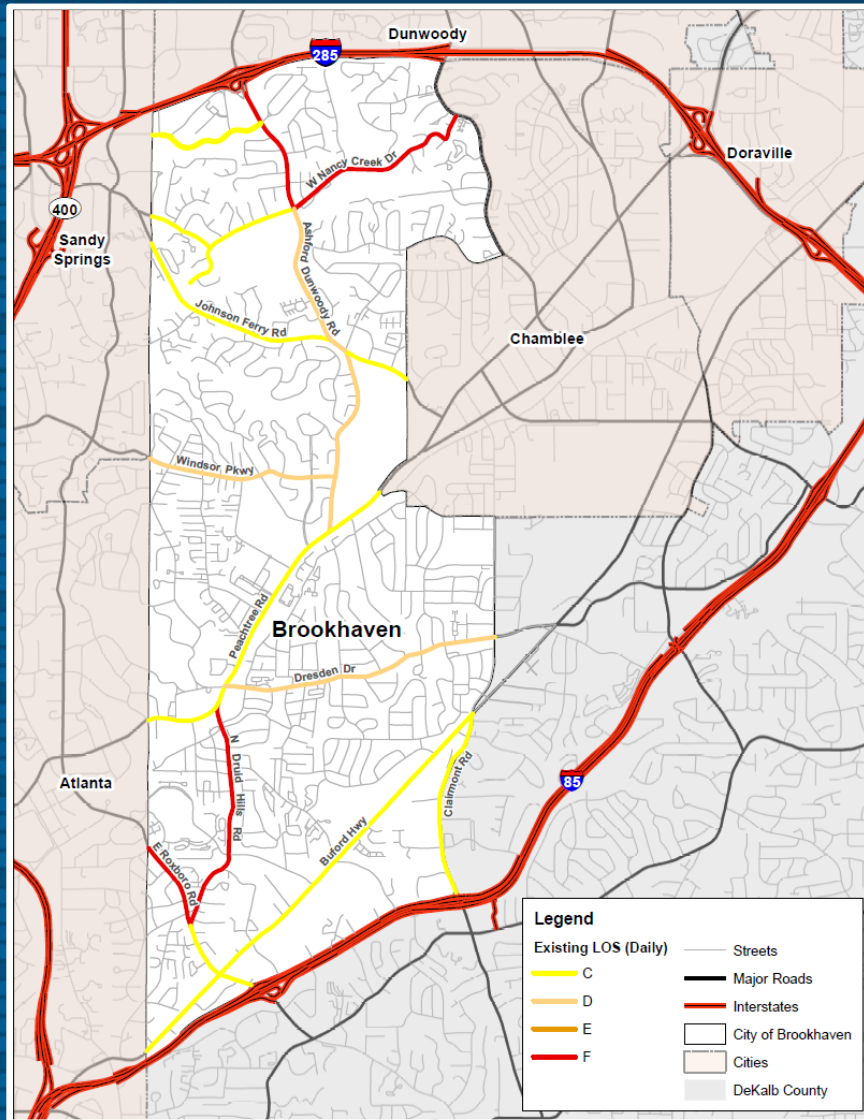 Dunwoody
285
Doraville
W Nancy Creek Dr
400
Sandy
Springs
Ashford Dunwoody Rd
Johnson Ferry Rd
Chamblee
Windsor Pkwy
Peachtree Rd
Brookhaven
Dresden Dr
N Druid Hills Rd
Atlanta
Clairmont Rd
85
Buford Hwy
E Roxboro Rd
Legend
Existing LOS (Daily)
C
D
E
F
Streets
Major Roads
Interstates
City of Brookhaven
Cities
DeKalb County